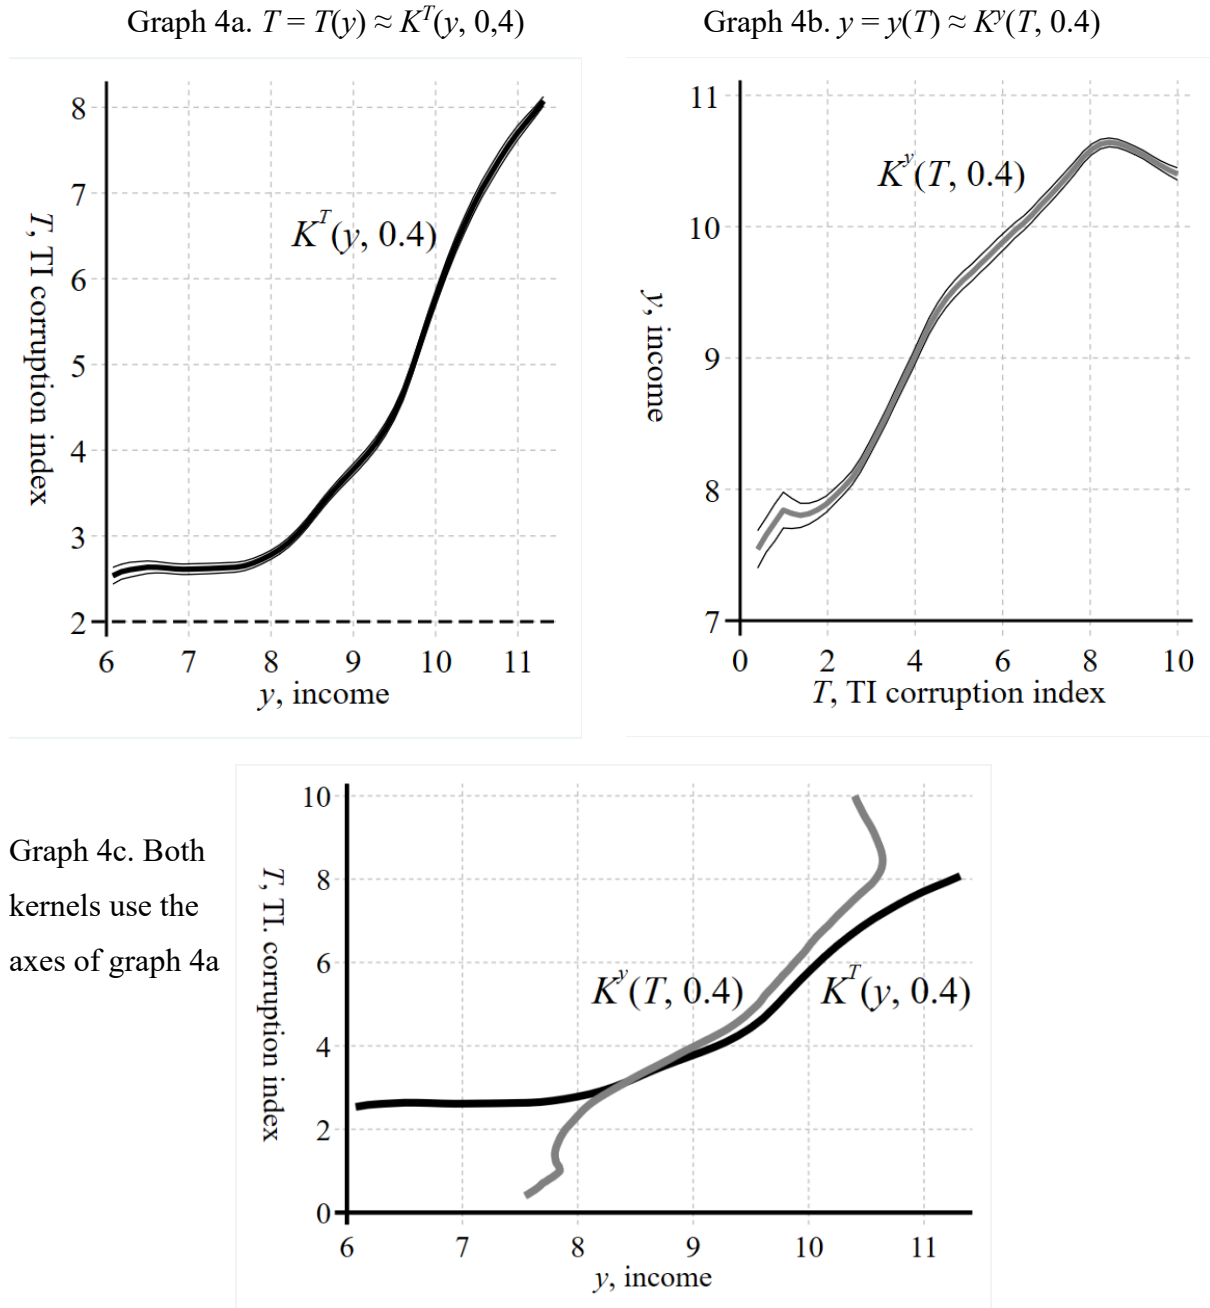 Graph 4a. T = T(y) ≈ K^T(y, 0,4)
Graph 4b. y = y(T) ≈ K^y(T, 0.4)
8
7
6
5
4
3
2
6 7 8 9 10 11
T, TI corruption index
y, income
K^T(y, 0.4)
11
10
9
8
7
0 2 4 6 8 10
y, income
T, TI corruption index
K^y(T, 0.4)
Graph 4c. Both
kernels use the
axes of graph 4a
10
8
6
4
2
0
6 7 8 9 10 11
T, TI. corruption index
y, income
K^y(T, 0.4)
K^T(y, 0.4)